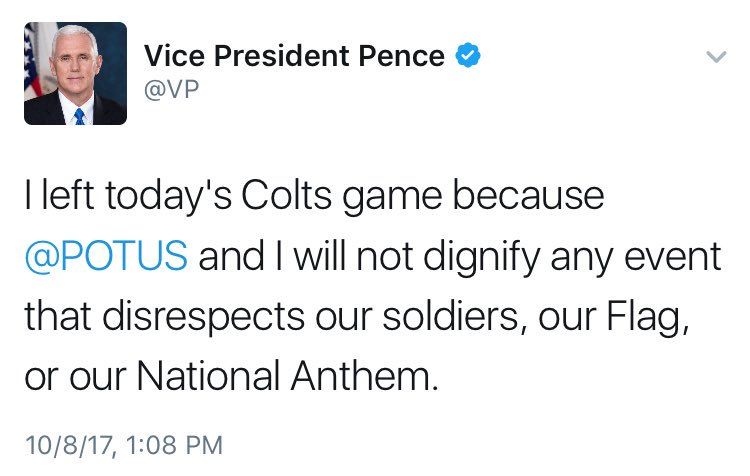 Vice President Pence
@VP
I left today's Colts game because
@POTUS and I will not dignify any event
that disrespects our soldiers, our Flag,
or our National Anthem.
10/8/17, 1:08 PM